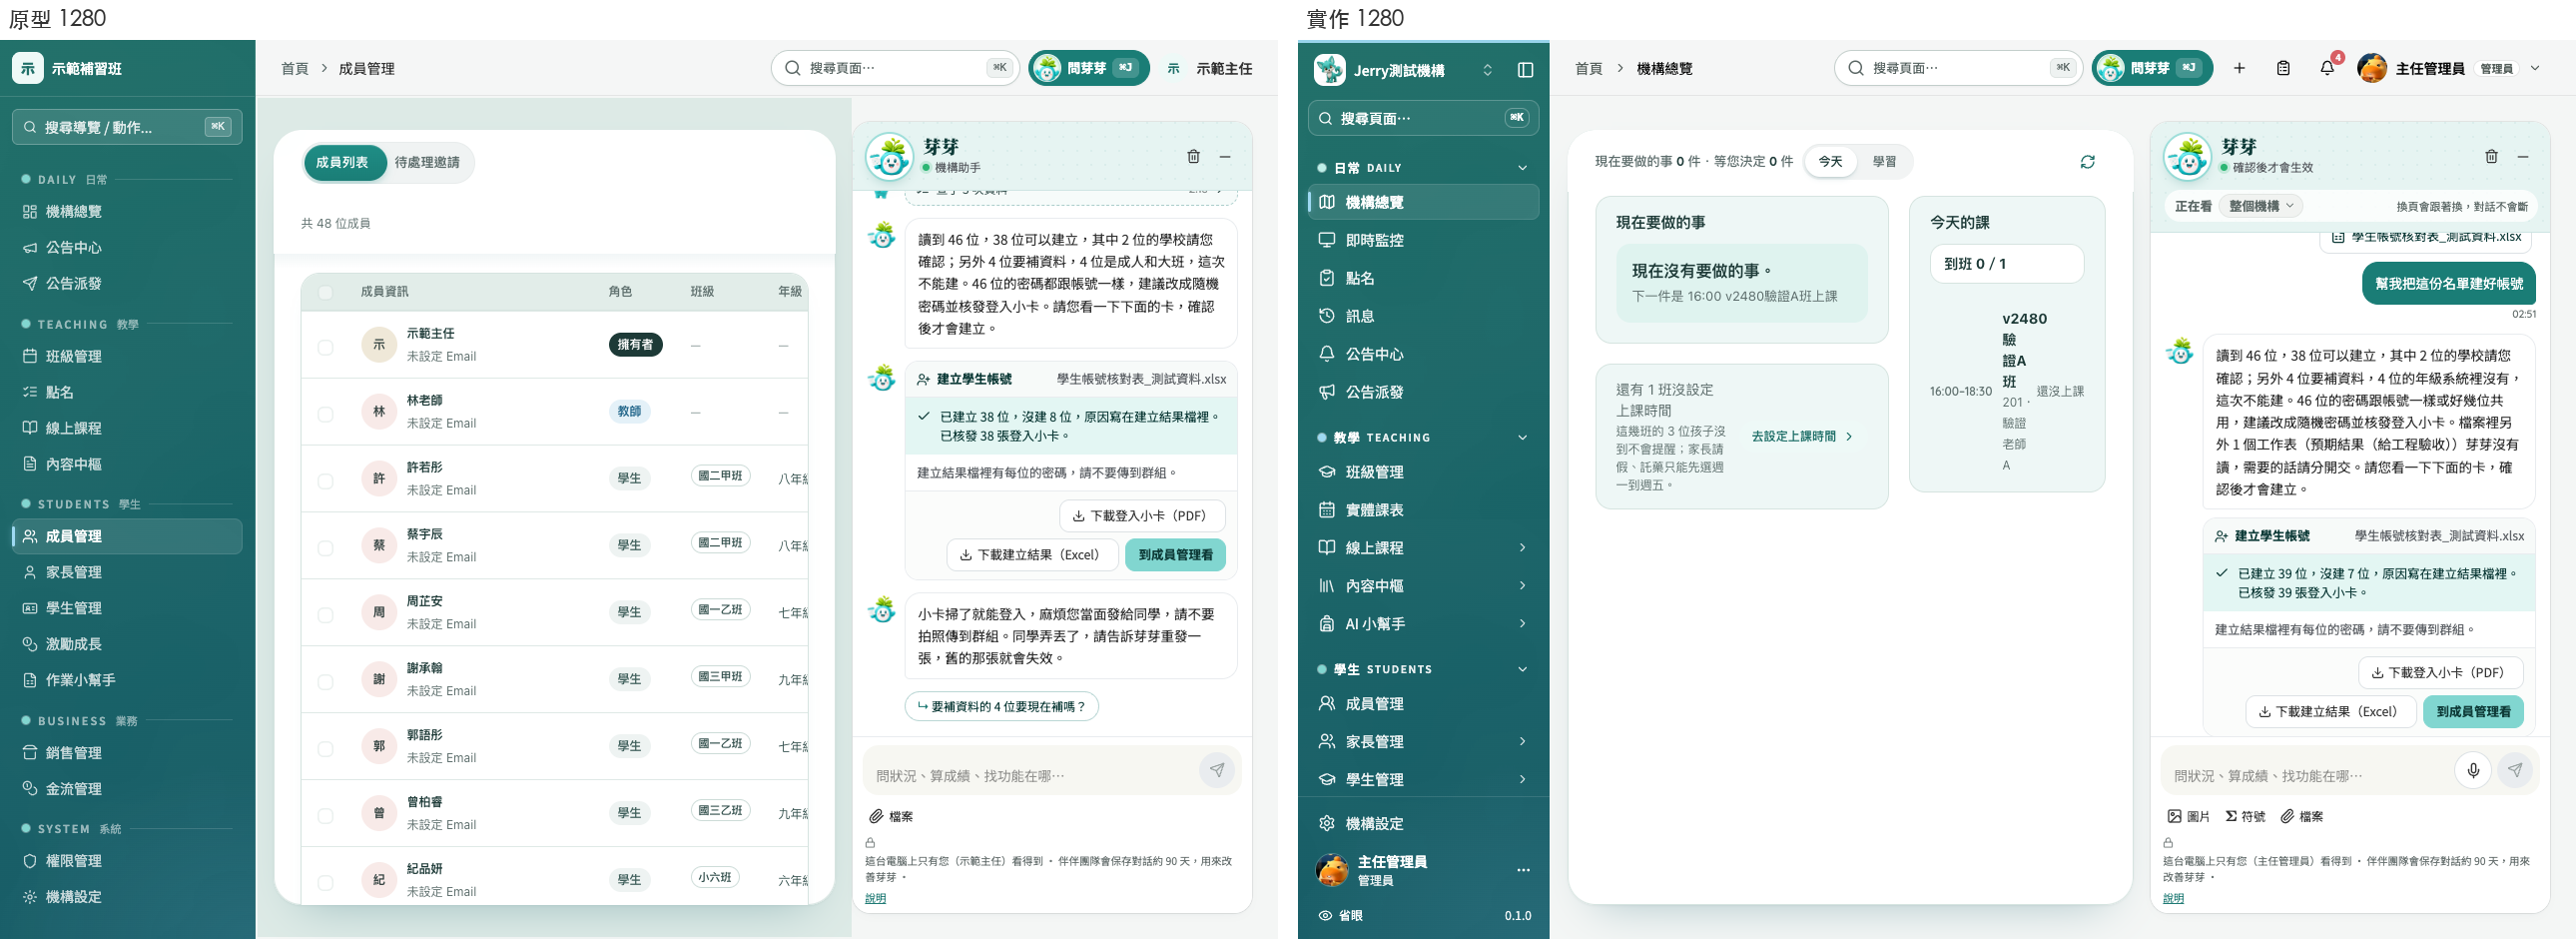 原型 1280
示
示範補習班
搜尋導覽 / 動作...
⌘K
DAILY 日常
機構總覽
公告中心
公告派發
TEACHING 教學
班級管理
點名
線上課程
內容中樞
STUDENTS 學生
成員管理
家長管理
學生管理
激勵成長
作業小幫手
BUSINESS 業務
銷售管理
金流管理
SYSTEM 系統
權限管理
機構設定
首頁 > 成員管理
搜尋頁面⋯ ⌘K
問芽芽 ⌘J
示 示範主任
成員列表 待處理邀請
共 48 位成員
成員資訊 角色 班級 年級
示 示範主任 擁有者 — —
未設定 Email
林 林老師 教師 — —
未設定 Email
許 許若彤 學生 國二甲班 八年級
未設定 Email
蔡 蔡宇辰 學生 國二甲班 八年級
未設定 Email
周 周芷安 學生 國一乙班 七年級
未設定 Email
謝 謝承翰 學生 國三甲班 九年級
未設定 Email
郭 郭語彤 學生 國一乙班 七年級
未設定 Email
曾 曾柏睿 學生 國三乙班 九年級
未設定 Email
紀 紀品妍 學生 小六班 六年級
未設定 Email
芽芽
機構助手
讀到 46 位，38 位可以建立，其中 2 位的學校請您
確認；另外 4 位要補資料，4 位是成人和大班，這次
不能建。46 位的密碼都跟帳號一樣，建議改成隨機
密碼並核發登入小卡。請您看一下下面的卡，確認
後才會建立。
建立學生帳號 學生帳號核對表_測試資料.xlsx
已建立 38 位，沒建 8 位，原因寫在建立結果檔裡。
已核發 38 張登入小卡。
建立結果檔裡有每位的密碼，請不要傳到群組。
下載登入小卡（PDF）
下載建立結果（Excel） 到成員管理看
小卡掃了就能登入，麻煩您當面發給同學，請不要
拍照傳到群組。同學弄丟了，請告訴芽芽重發一
張，舊的那張就會失效。
要補資料的 4 位要現在補嗎？
問狀況、算成績、找功能在哪⋯
檔案
這台電腦上只有您（示範主任）看得到 ・ 伴伴團隊會保存對話約 90 天，用來改
善芽芽 ・
說明
實作 1280
Jerry測試機構
搜尋頁面⋯ ⌘K
日常 DAILY
機構總覽
即時監控
點名
訊息
公告中心
公告派發
教學 TEACHING
班級管理
實體課表
線上課程
內容中樞
AI 小幫手
學生 STUDENTS
成員管理
家長管理
學生管理
機構設定
主任管理員
管理員
省眼 0.1.0
首頁 > 機構總覽
搜尋頁面⋯ ⌘K
問芽芽 ⌘J
4
主任管理員 管理員
現在要做的事 0 件 · 等您決定 0 件 今天 學習
現在要做的事
現在沒有要做的事。
下一件是 16:00 v2480驗證A班上課
還有 1 班沒設定
上課時間
這幾班的 3 位孩子沒
到不會提醒；家長請
假、託藥只能先選週
一到週五。
去設定上課時間
今天的課
到班 0 / 1
16:00–18:30
v2480
驗
證A
班
201 ·
驗證
老師
A
還沒上課
芽芽
確認後才會生效
正在看 整個機構 換頁會跟著換，對話不會斷
學生帳號核對表_測試資料.xlsx
幫我把這份名單建好帳號
02:51
讀到 46 位，38 位可以建立，其中 2 位的學校請您
確認；另外 4 位要補資料，4 位的年級系統裡沒有，
這次不能建。46 位的密碼跟帳號一樣或好幾位共
用，建議改成隨機密碼並核發登入小卡。檔案裡另
外 1 個工作表（預期結果（給工程驗收））芽芽沒有
讀，需要的話請分開交。請您看一下下面的卡，確
認後才會建立。
建立學生帳號 學生帳號核對表_測試資料.xlsx
已建立 39 位，沒建 7 位，原因寫在建立結果檔裡。
已核發 39 張登入小卡。
建立結果檔裡有每位的密碼，請不要傳到群組。
下載登入小卡（PDF）
下載建立結果（Excel） 到成員管理看
問狀況、算成績、找功能在哪⋯
圖片 符號 檔案
這台電腦上只有您（主任管理員）看得到 ・ 伴伴團隊會保存對話約 90 天，用來
改善芽芽 ・
說明